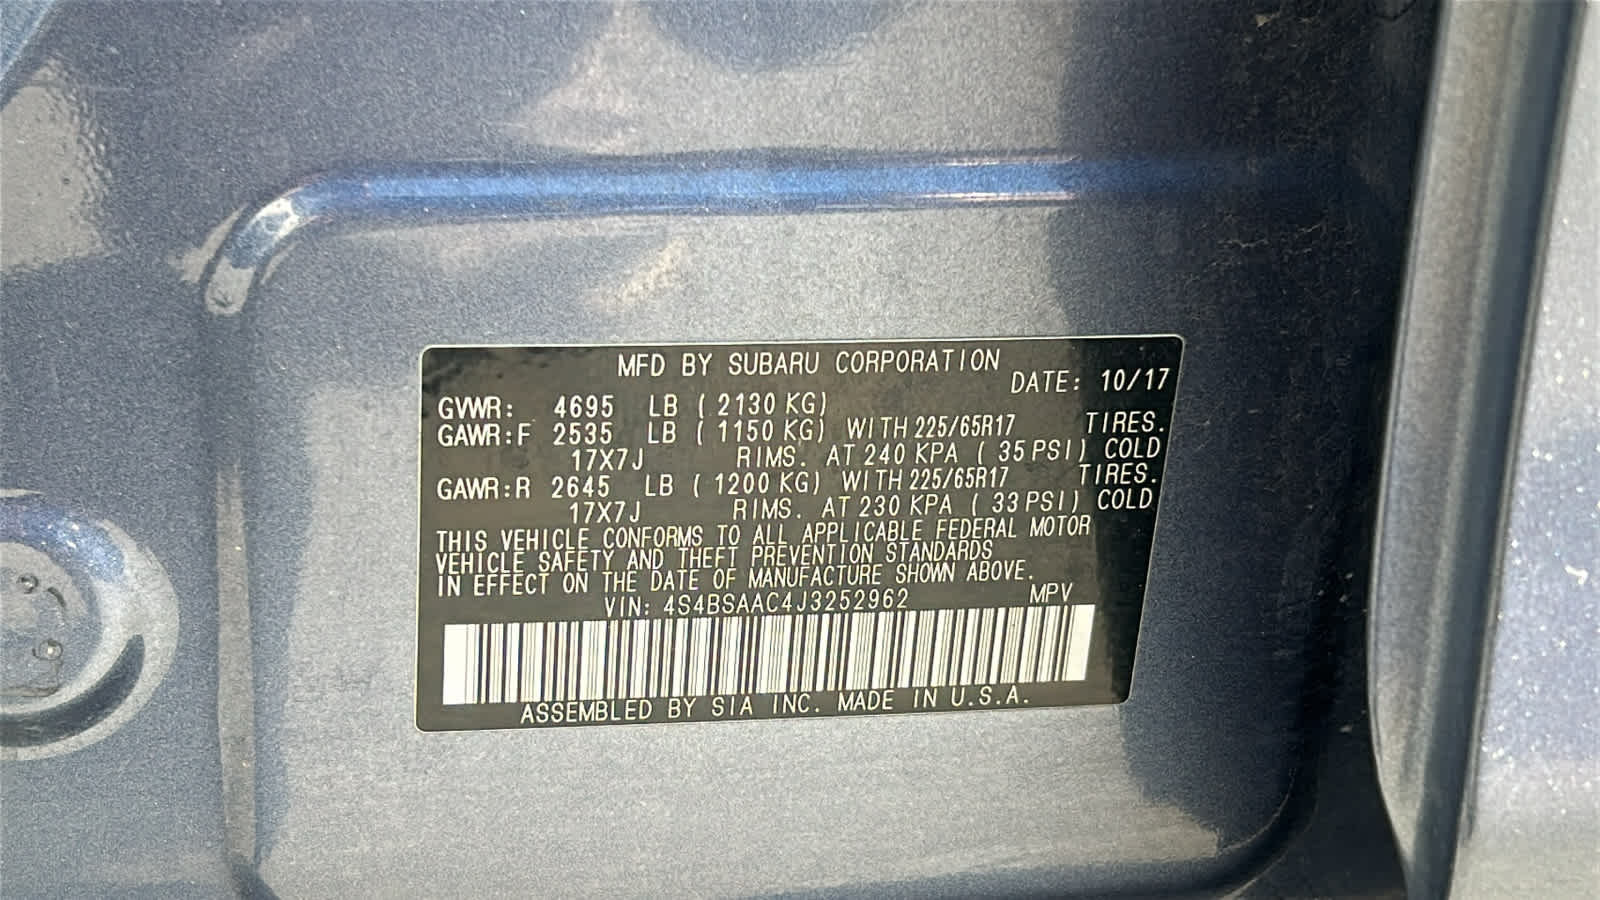 MFD BY SUBARU CORPORATION
DATE: 10/17
GVWR: 4695 LB ( 2130 KG)
GAWR:F 2535 LB ( 1150 KG) WITH 225/65R17 TIRES.
17X7J RIMS. AT 240 KPA ( 35 PSI) COLD
GAWR:R 2645 LB ( 1200 KG) WITH 225/65R17 TIRES.
17X7J RIMS. AT 230 KPA ( 33 PSI) COLD
THIS VEHICLE CONFORMS TO ALL APPLICABLE FEDERAL MOTOR
VEHICLE SAFETY AND THEFT PREVENTION STANDARDS
IN EFFECT ON THE DATE OF MANUFACTURE SHOWN ABOVE.
VIN: 4S4BSAAC4J3252962 MPV
ASSEMBLED BY SIA INC. MADE IN U.S.A.